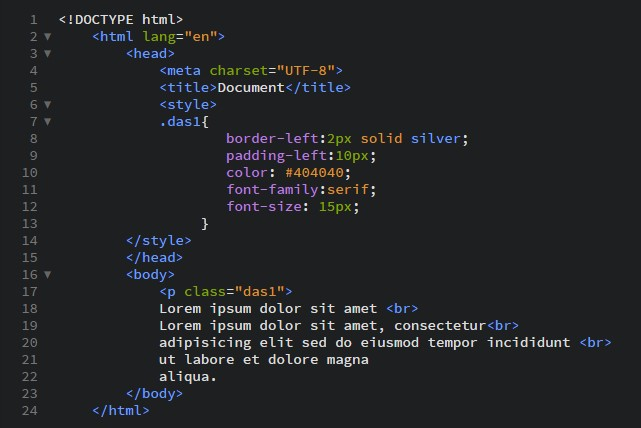 1 <!DOCTYPE html>
2 <html lang="en">
3 <head>
4 <meta charset="UTF-8">
5 <title>Document</title>
6 <style>
7 .das1{
8 border-left:2px solid silver;
9 padding-left:10px;
10 color: #404040;
11 font-family:serif;
12 font-size: 15px;
13 }
14 </style>
15 </head>
16 <body>
17 <p class="das1">
18 Lorem ipsum dolor sit amet <br>
19 Lorem ipsum dolor sit amet, consectetur<br>
20 adipisicing elit sed do eiusmod tempor incididunt <br>
21 ut labore et dolore magna
22 aliqua.
23 </body>
24 </html>